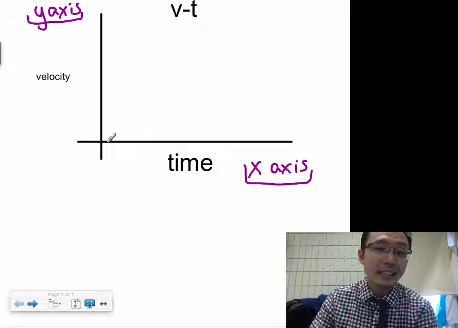 y axis
v-t
velocity
time
x axis